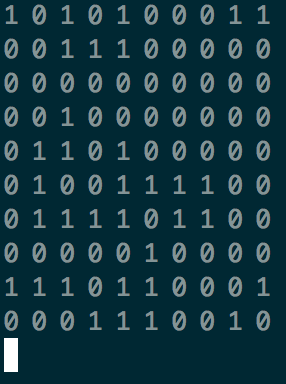 1 0 1 0 1 0 0 0 1 1
0 0 1 1 1 0 0 0 0 0
0 0 0 0 0 0 0 0 0 0
0 0 1 0 0 0 0 0 0 0
0 1 1 0 1 0 0 0 0 0
0 1 0 0 1 1 1 1 0 0
0 1 1 1 1 0 1 1 0 0
0 0 0 0 0 1 0 0 0 0
1 1 1 0 1 1 0 0 0 1
0 0 0 1 1 1 0 0 1 0